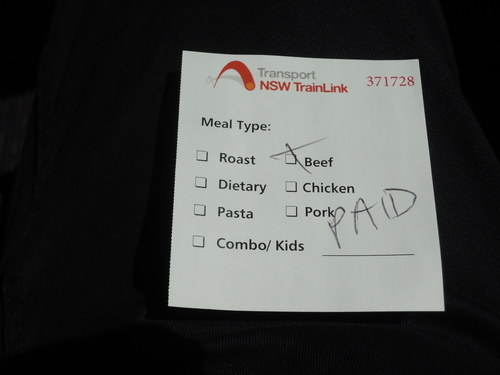 Transport
NSW TrainLink
371728
Meal Type:
Roast Beef
Dietary Chicken
Pasta Pork
PAID
Combo/ Kids